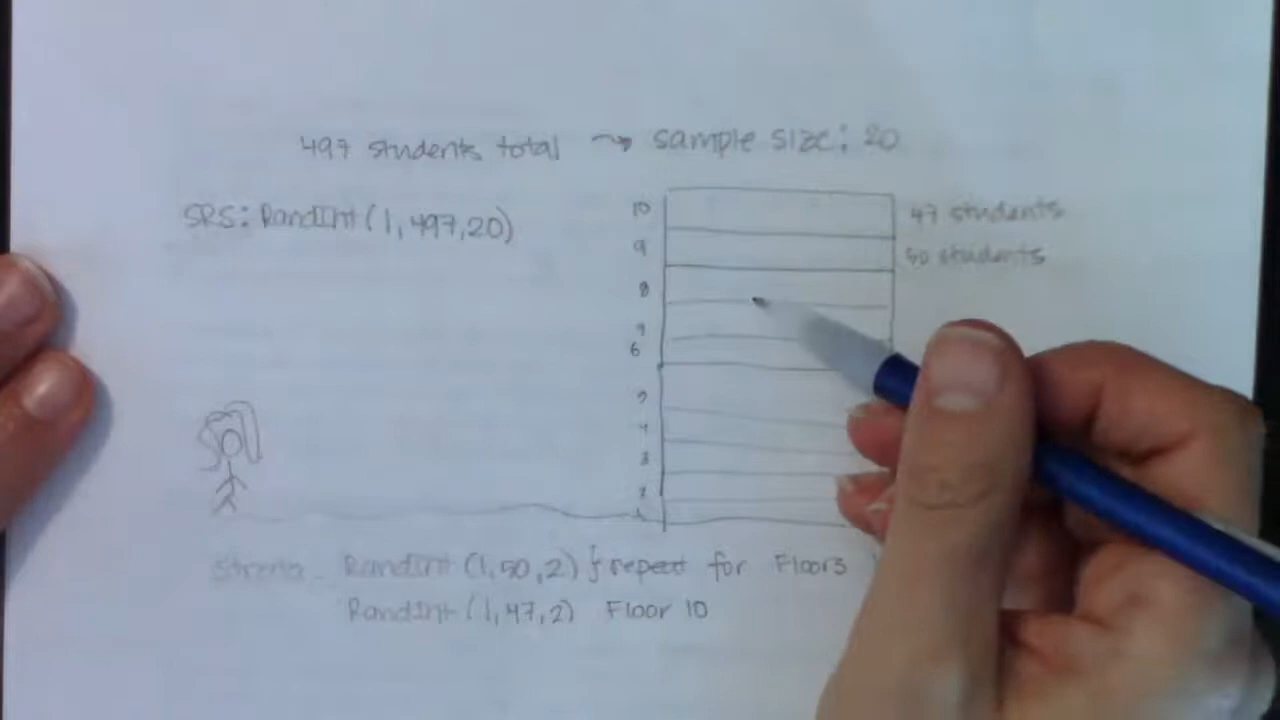 497 students total → sample size: 20
SRS: RandInt(1,497,20)
10 47 students
9 50 students
8
7
6
5
4
3
2
1
Strata RandInt(1,50,2) } repeat for Floors
RandInt(1,47,2) Floor 10